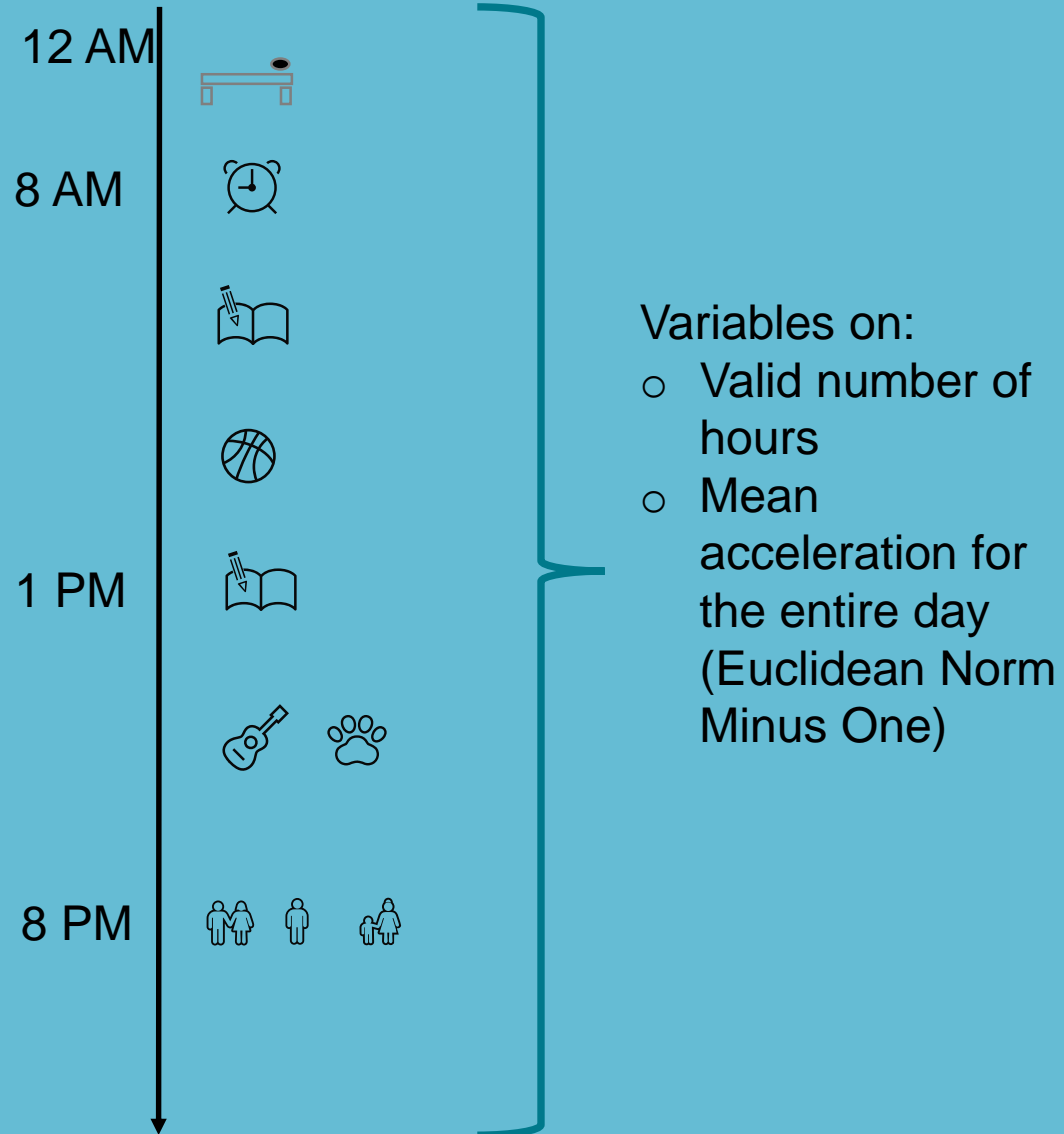 12 AM
8 AM
1 PM
8 PM
Variables on:
o Valid number of
hours
o Mean
acceleration for
the entire day
(Euclidean Norm
Minus One)